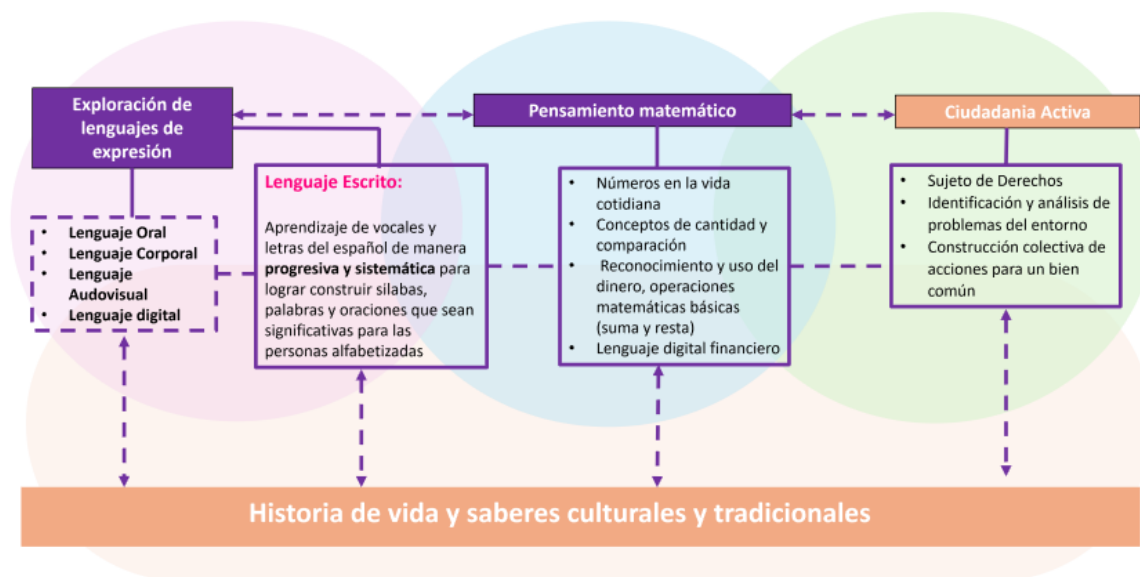 Exploración de
lenguajes de
expresión
Pensamiento matemático
Ciudadania Activa
• Lenguaje Oral
• Lenguaje Corporal
• Lenguaje
Audovisual
• Lenguaje digital
Lenguaje Escrito:
Aprendizaje de vocales y
letras del español de manera
progresiva y sistemática para
lograr construir silabas,
palabras y oraciones que sean
significativas para las
personas alfabetizadas
• Números en la vida
cotidiana
• Conceptos de cantidad y
comparación
• Reconocimiento y uso del
dinero, operaciones
matemáticas básicas
(suma y resta)
• Lenguaje digital financiero
• Sujeto de Derechos
• Identificación y análisis de
problemas del entorno
• Construcción colectiva de
acciones para un bien
común
Historia de vida y saberes culturales y tradicionales